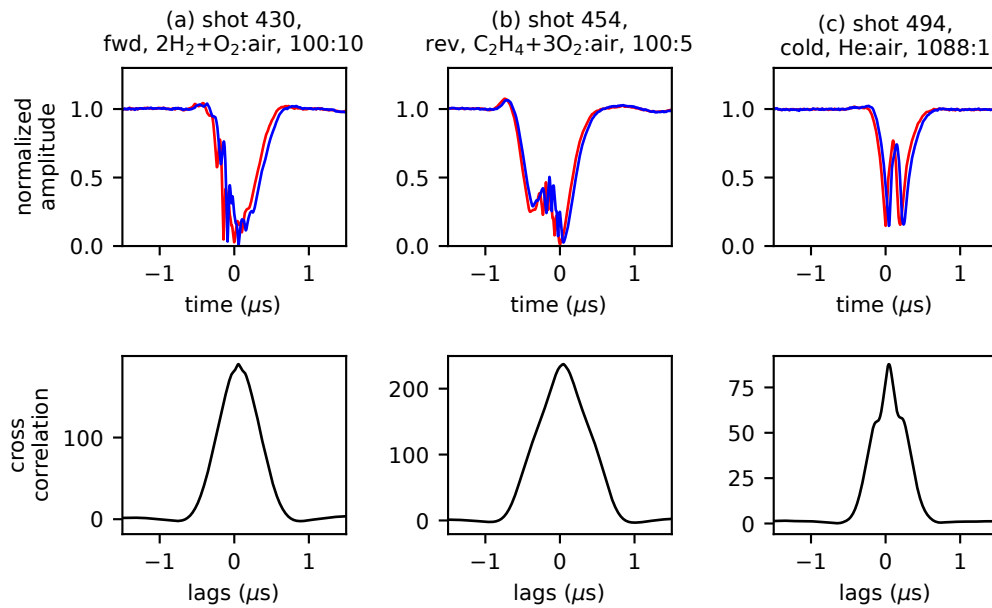 (a) shot 430,
fwd, 2H₂+O₂:air, 100:10
(b) shot 454,
rev, C₂H₄+3O₂:air, 100:5
(c) shot 494,
cold, He:air, 1088:1
normalized
amplitude
1.0
0.5
0.0
−1 0 1
time (μs)
1.0
0.5
0.0
−1 0 1
time (μs)
1.0
0.5
0.0
−1 0 1
time (μs)
cross
correlation
100
0
−1 0 1
lags (μs)
200
100
0
−1 0 1
lags (μs)
75
50
25
0
−1 0 1
lags (μs)